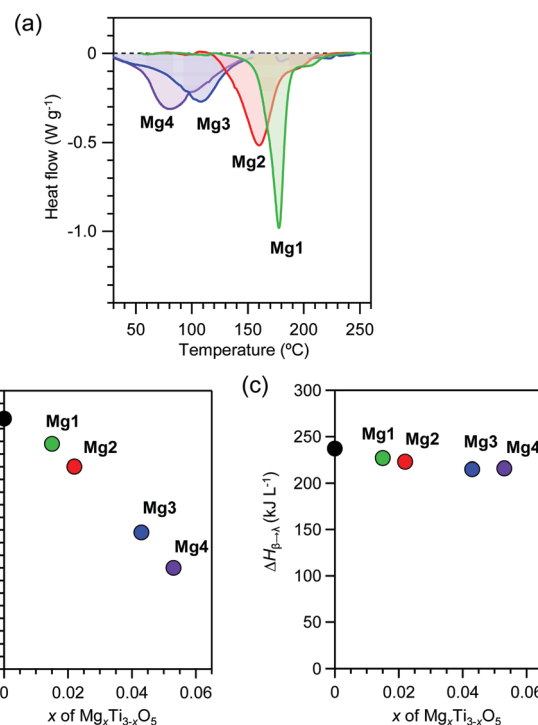 (a)
0
-0.5
-1.0
Heat flow (W g⁻¹)
Mg4
Mg3
Mg2
Mg1
50 100 150 200 250
Temperature (ºC)
Mg1
Mg2
Mg3
Mg4
0 0.02 0.04 0.06
x of MgxTi3-xO5
(c)
300
250
200
150
100
50
0
ΔHβ→λ (kJ L⁻¹)
Mg1
Mg2
Mg3
Mg4
0 0.02 0.04 0.06
x of MgxTi3-xO5